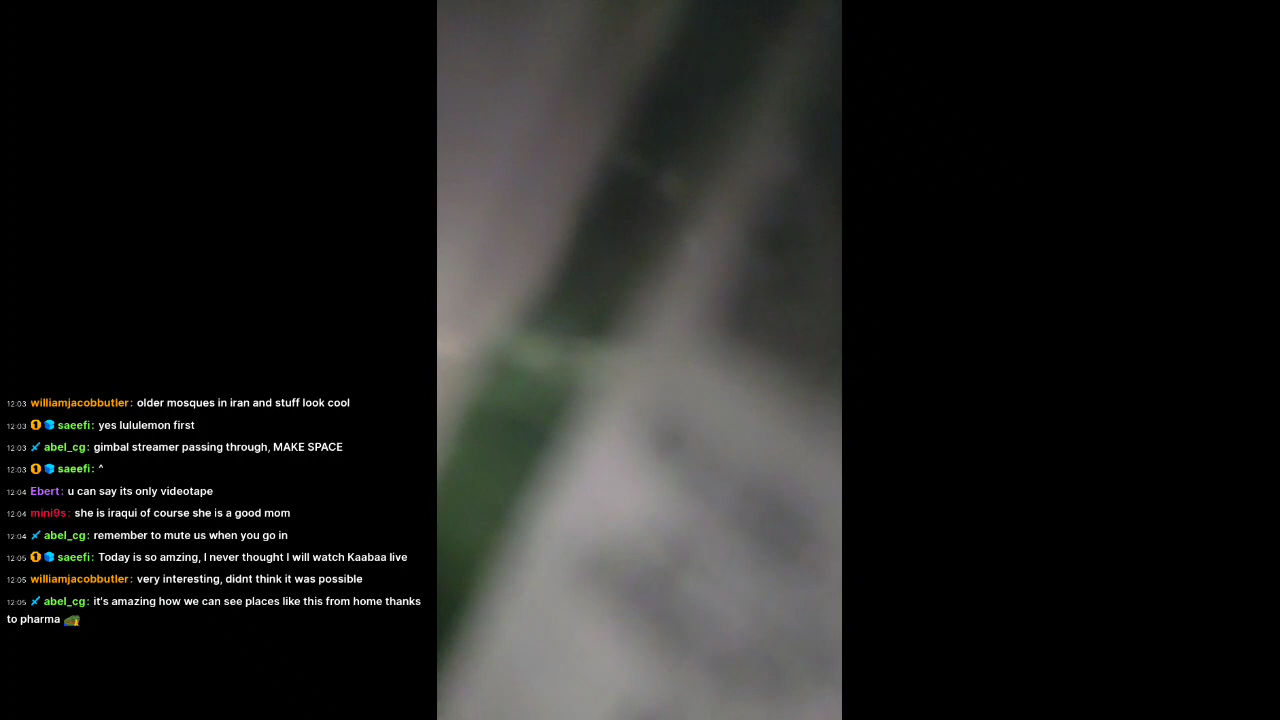 12:03 williamjacobbutler: older mosques in iran and stuff look cool
12:03 saeefi: yes lululemon first
12:03 abel_cg: gimbal streamer passing through, MAKE SPACE
12:03 saeefi: ^
12:04 Ebert: u can say its only videotape
12:04 mini9s: she is iraqi of course she is a good mom
12:04 abel_cg: remember to mute us when you go in
12:05 saeefi: Today is so amzing, I never thought I will watch Kaabaa live
12:05 williamjacobbutler: very interesting, didnt think it was possible
12:05 abel_cg: it's amazing how we can see places like this from home thanks
to pharma